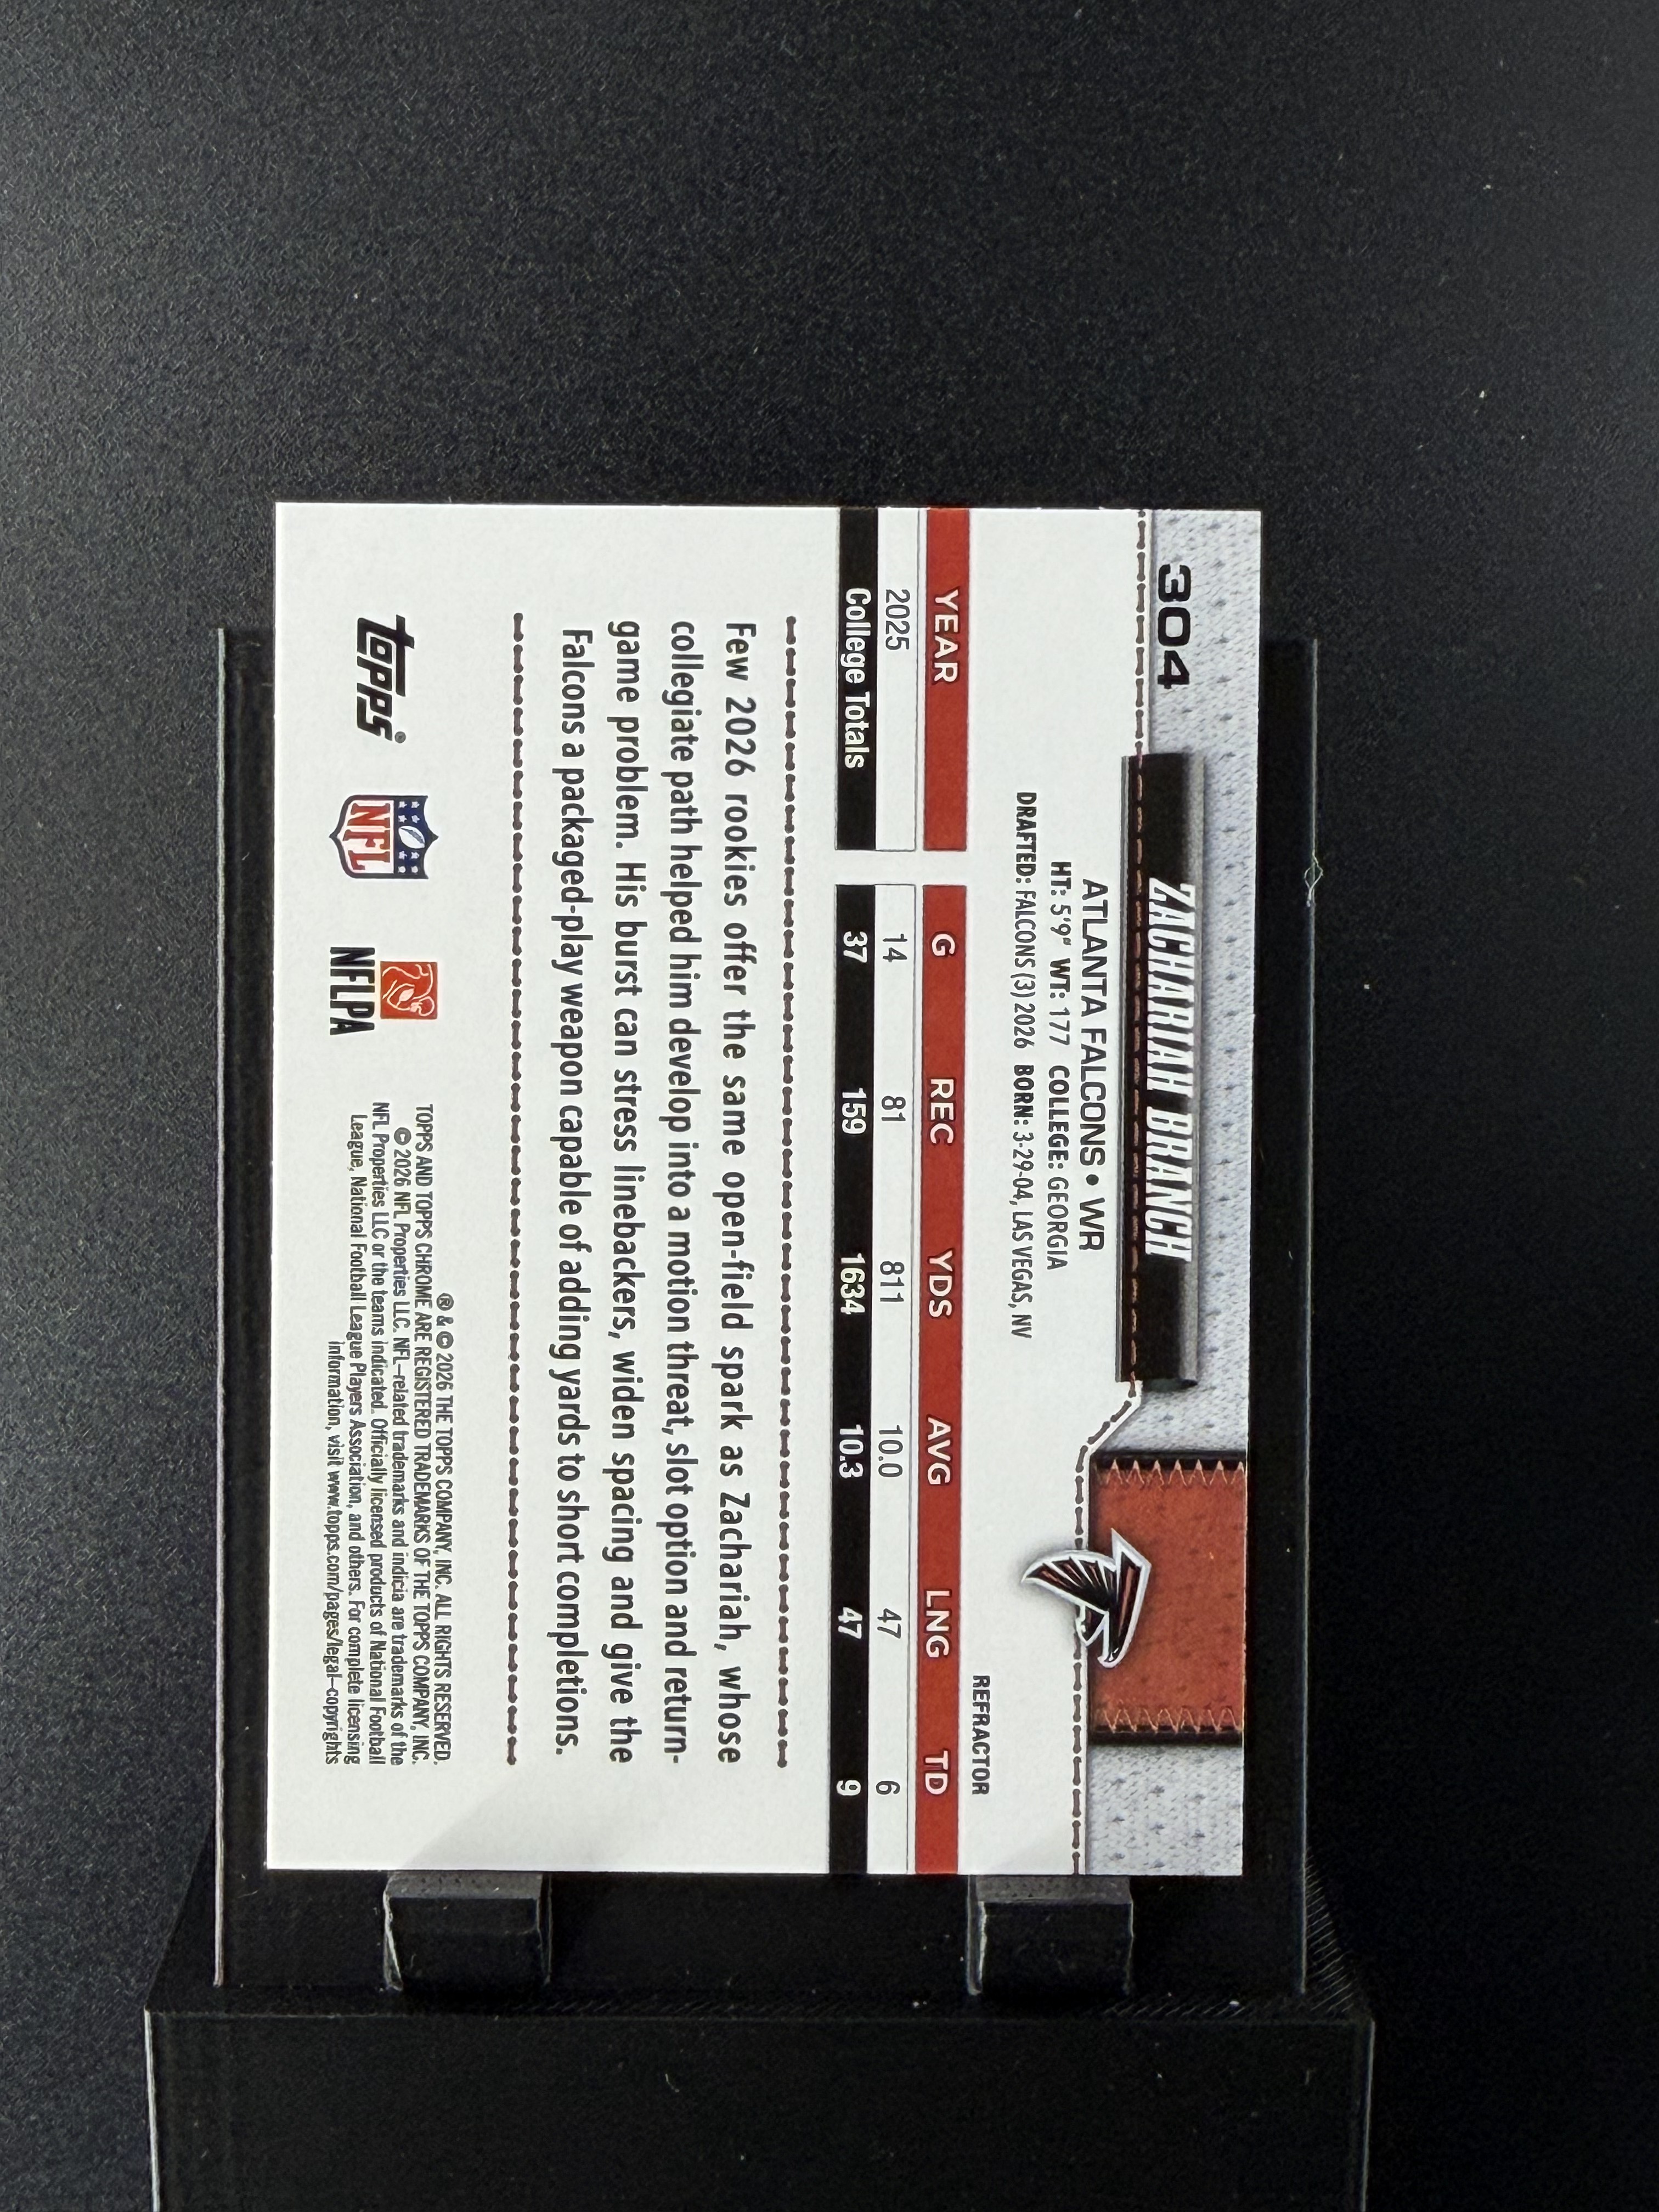 304
ZACHARIAH BRANCH
ATLANTA FALCONS • WR
HT: 5'9" WT: 177 COLLEGE: GEORGIA
DRAFTED: FALCONS (3) 2026 BORN: 3-29-04, LAS VEGAS, NV
REFRACTOR
YEAR G REC YDS AVG LNG TD
2025 14 81 811 10.0 47 6
College Totals 37 159 1634 10.3 47 9
Few 2026 rookies offer the same open-field spark as Zachariah, whose
collegiate path helped him develop into a motion threat, slot option and return-
game problem. His burst can stress linebackers, widen spacing and give the
Falcons a packaged-play weapon capable of adding yards to short completions.
topps®
NFL
NFLPA
® & © 2026 THE TOPPS COMPANY, INC. ALL RIGHTS RESERVED.
TOPPS AND TOPPS CHROME ARE REGISTERED TRADEMARKS OF THE TOPPS COMPANY, INC.
© 2026 NFL Properties LLC. NFL-related trademarks and indicia are trademarks of the
NFL Properties LLC or the teams indicated. Officially licensed products of National Football
League, National Football League Players Association, and others. For complete licensing
information, visit www.topps.com/pages/legal-copyrights